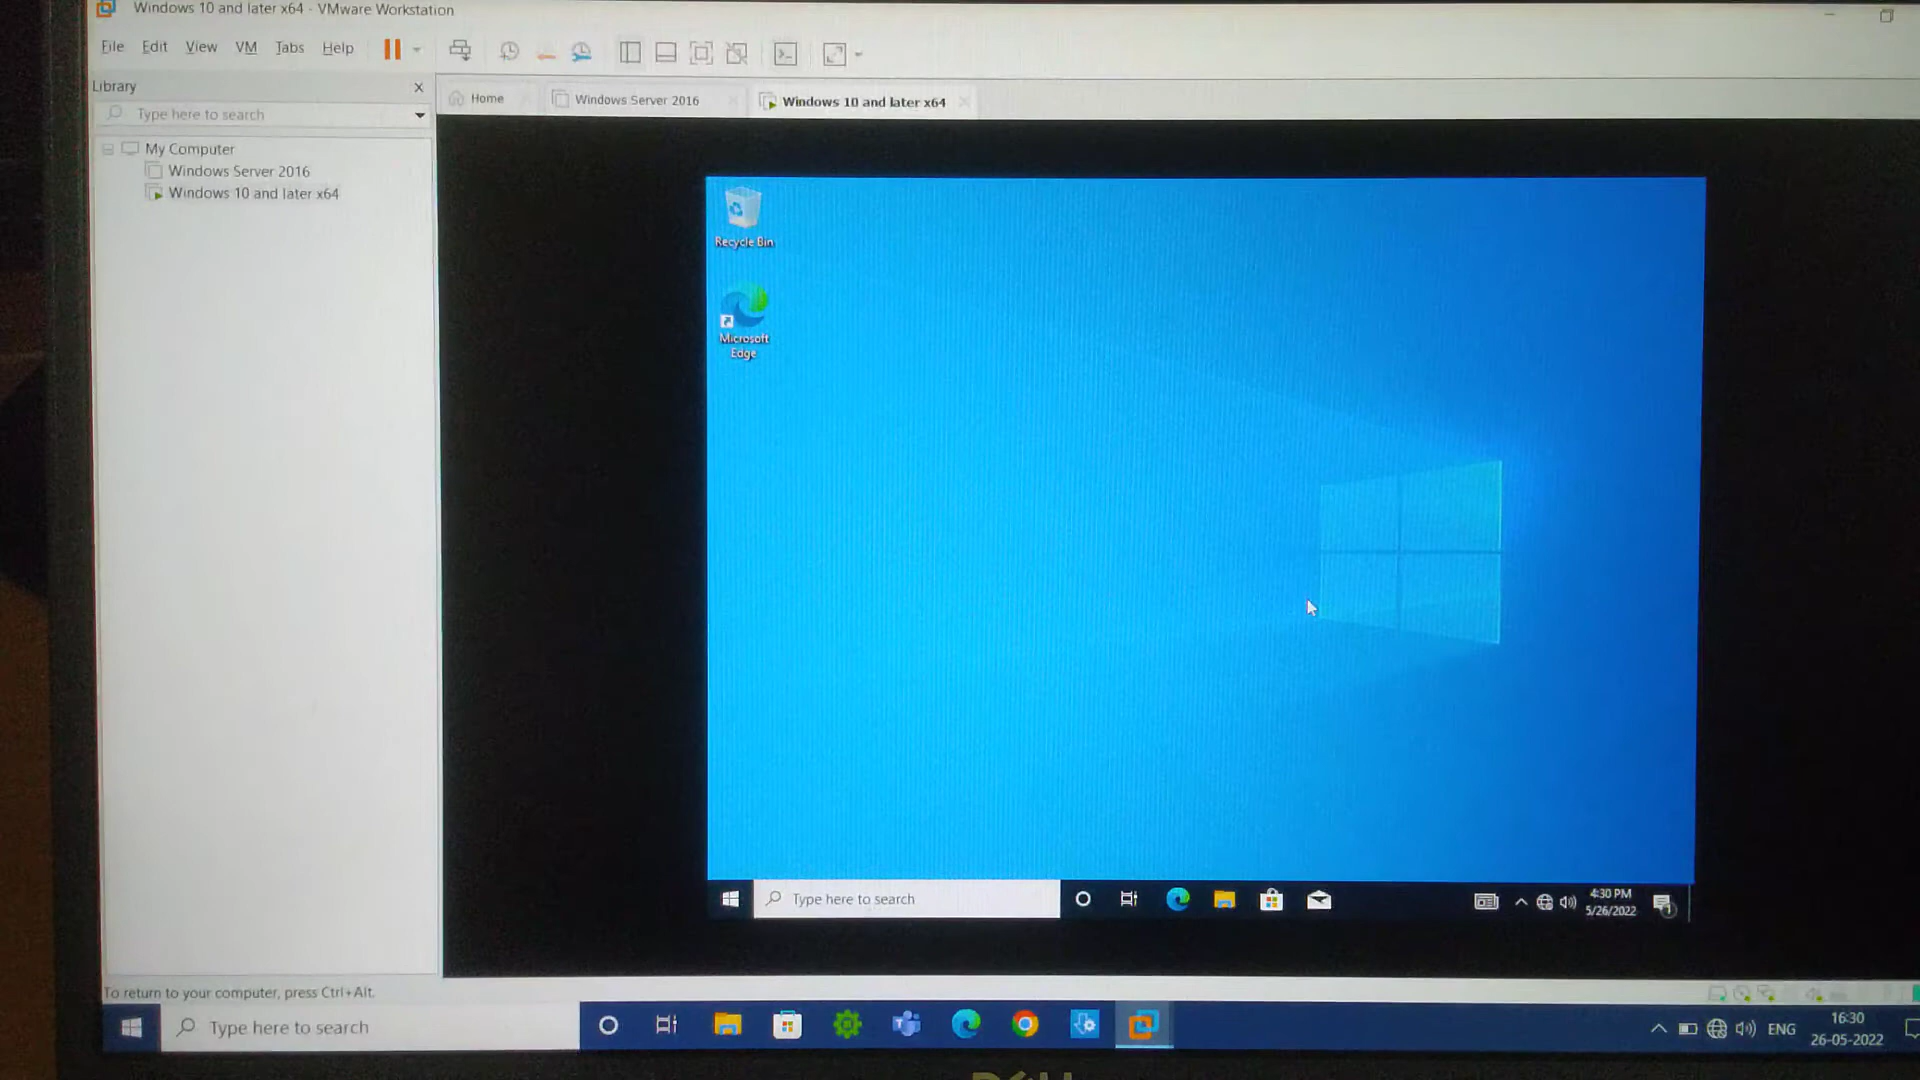 Windows 10 and later x64 - VMware Workstation
File Edit View VM Tabs Help
Library
Type here to search
My Computer
Windows Server 2016
Windows 10 and later x64
Home
Windows Server 2016
Windows 10 and later x64
Recycle Bin
Microsoft
Edge
Type here to search
4:30 PM
5/26/2022
1
To return to your computer, press Ctrl+Alt.
Type here to search
ENG
16:30
26-05-2022